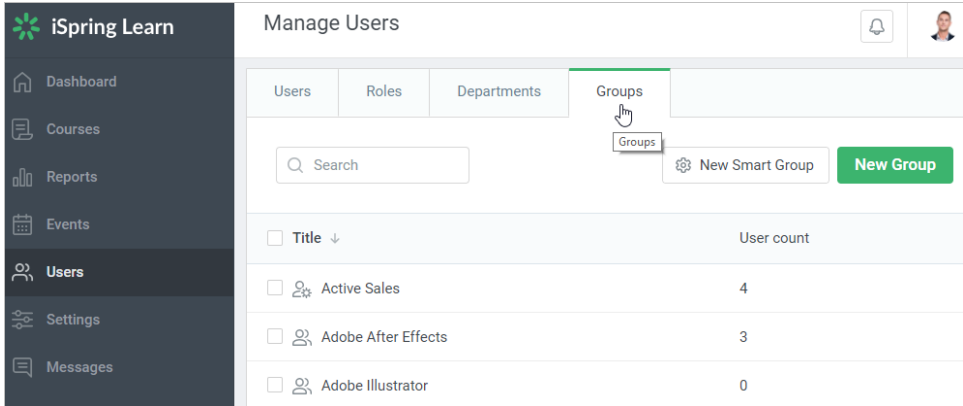 iSpring Learn
Manage Users
Dashboard
Courses
Reports
Events
Users
Settings
Messages
Users Roles Departments Groups
Groups
Search
New Smart Group
New Group
Title User count
Active Sales 4
Adobe After Effects 3
Adobe Illustrator 0